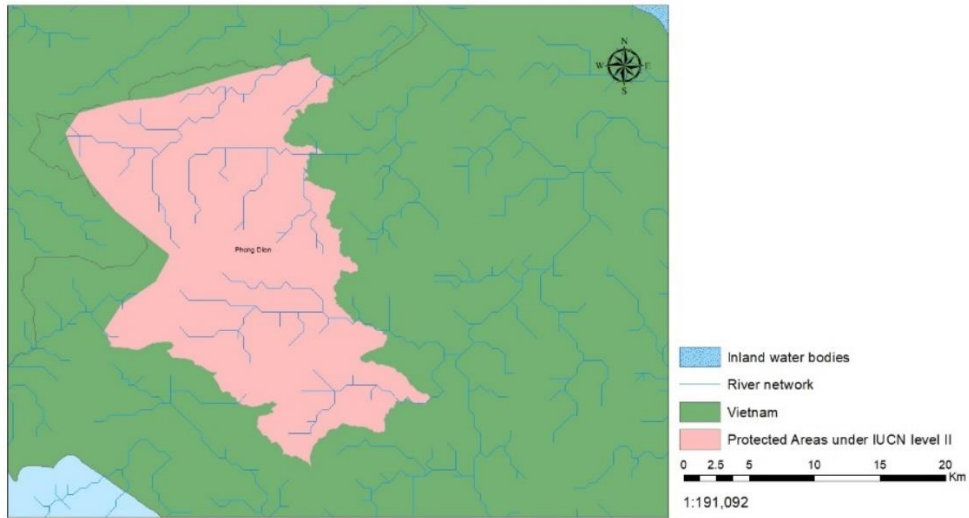 N
W E
S
Phong Dien
Inland water bodies
River network
Vietnam
Protected Areas under IUCN level II
0 2.5 5 10 15 20
Km
1:191,092